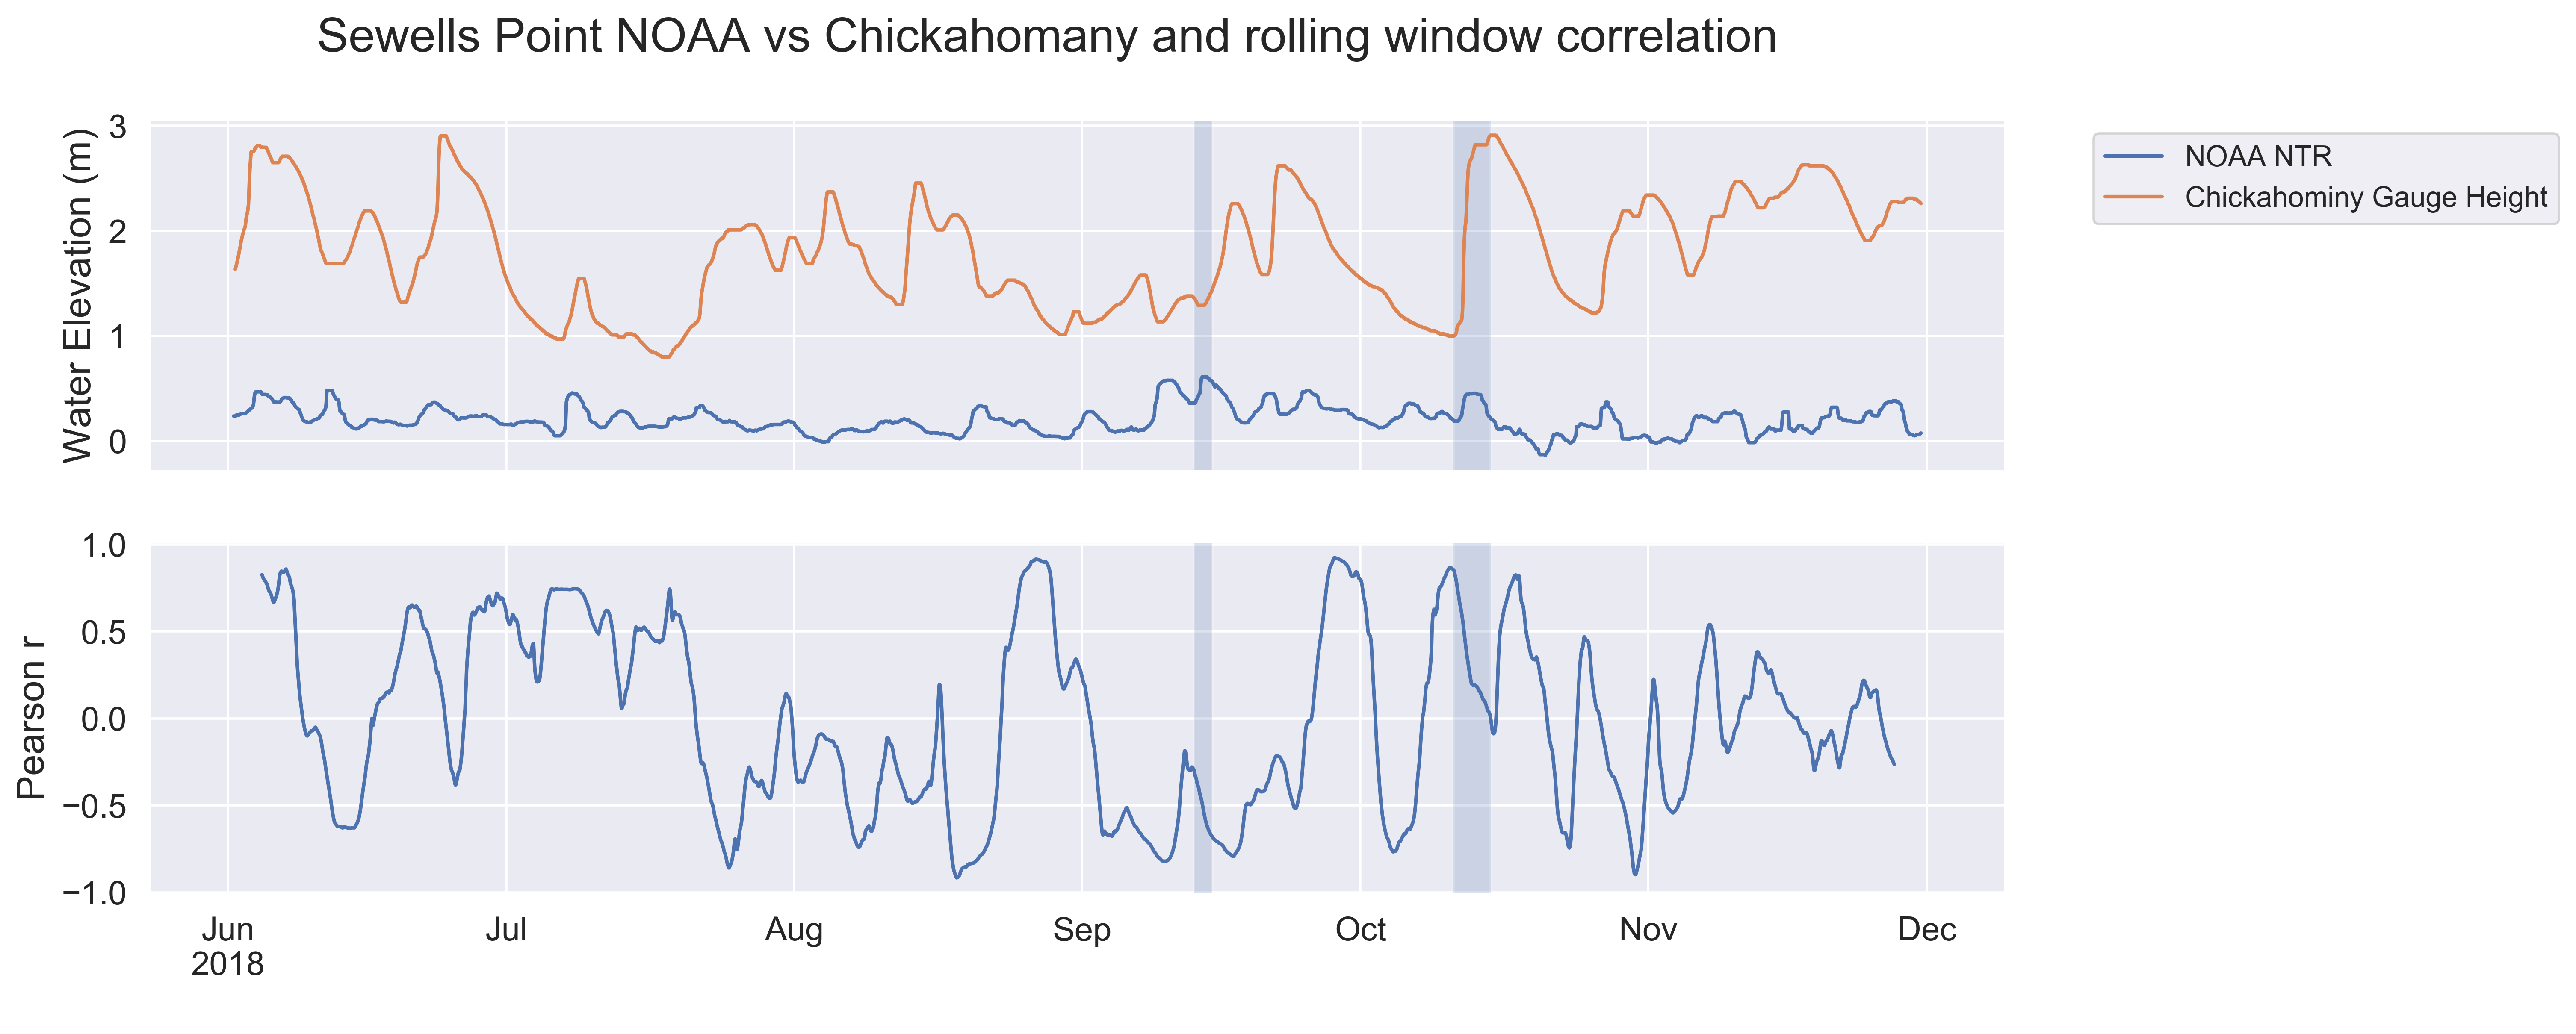 Sewells Point NOAA vs Chickahomany and rolling window correlation
Water Elevation (m)
3
2
1
0
NOAA NTR
Chickahominy Gauge Height
Pearson r
1.0
0.5
0.0
−0.5
−1.0
Jun Jul Aug Sep Oct Nov Dec
2018